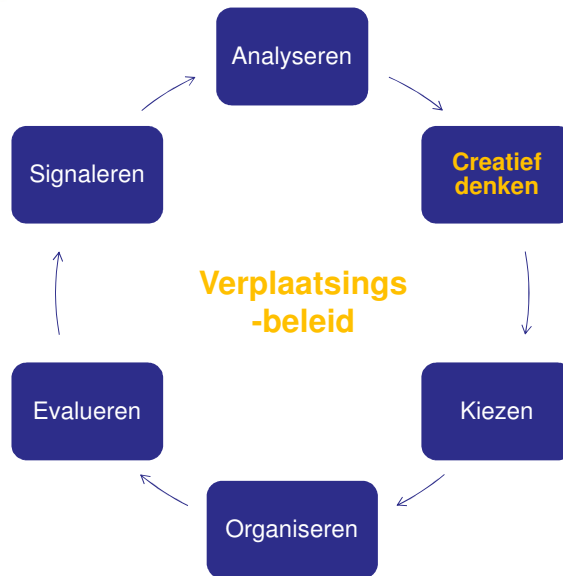 Analyseren
Creatief
denken
Signaleren
Verplaatsings
-beleid
Evalueren
Kiezen
Organiseren